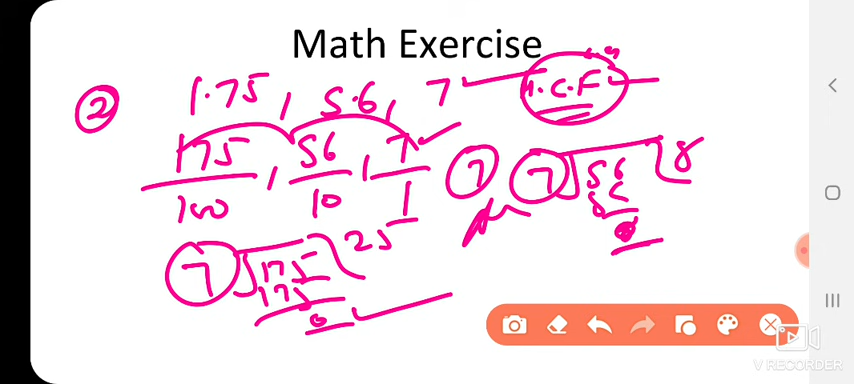 Math Exercise
② 1.75, 5.6, 7 H.C.F
175/100, 56/10, 7/1 7 7)56(8
56
0
7)175(25
175
0
V RECORDER